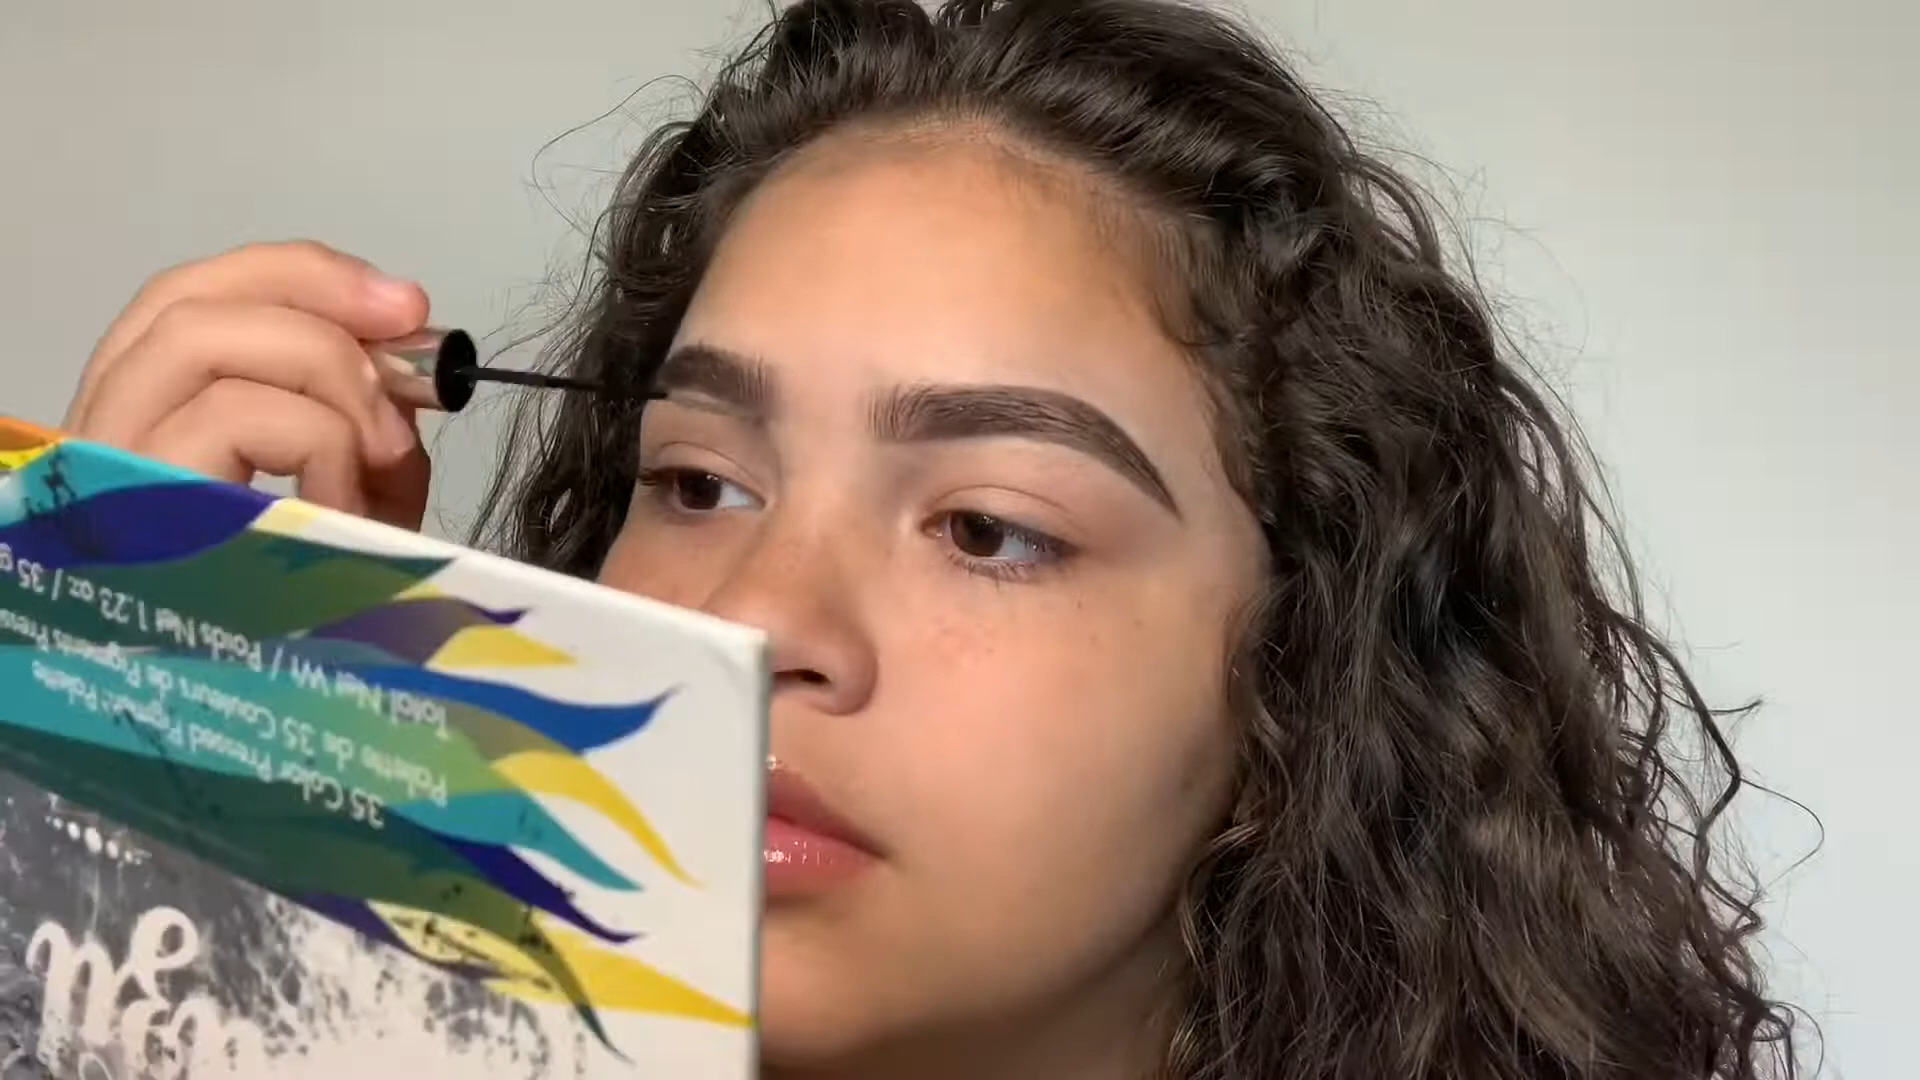 35 Color Pressed Pigment Palette
Palette de 35 Couleurs de Pigments
Total Net Wt / Poids Net 1.23 oz / 35 g